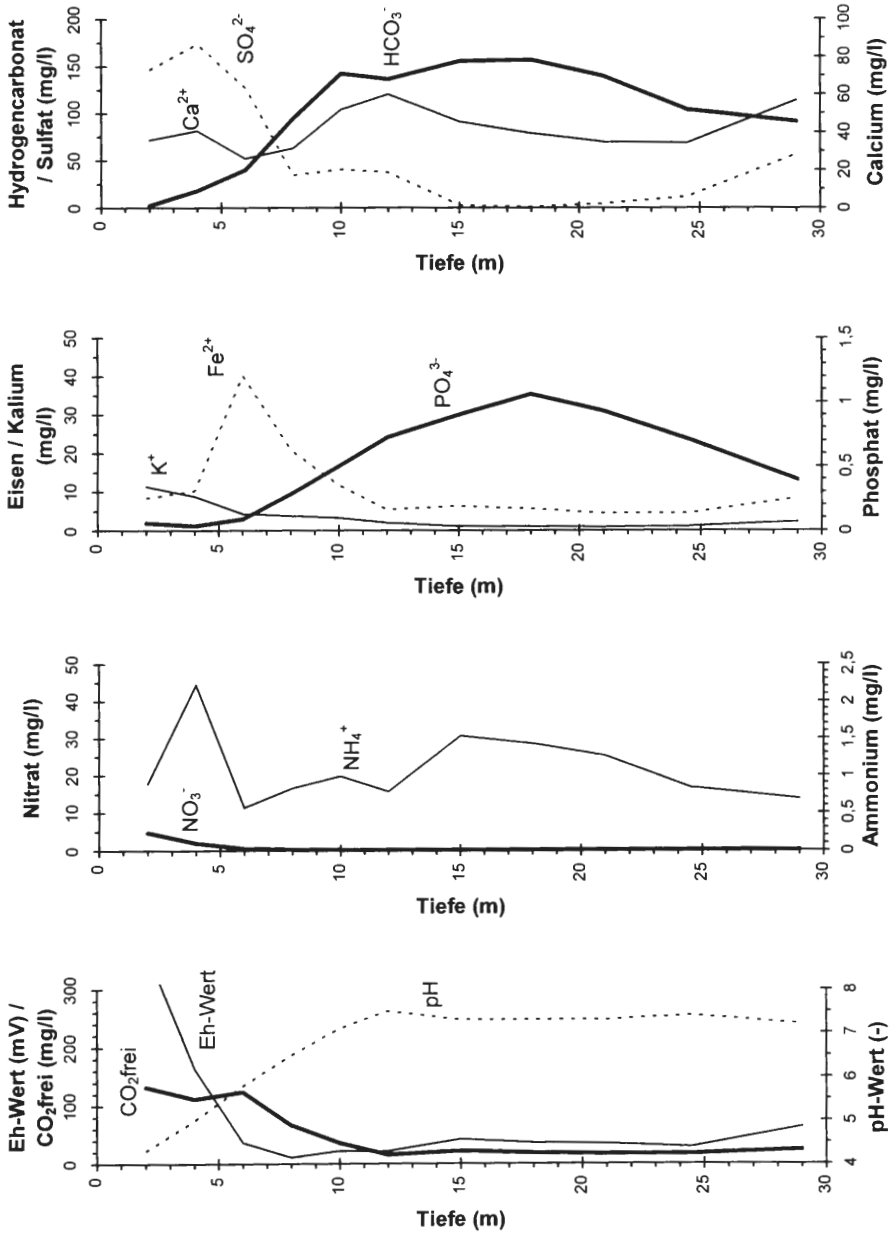 Hydrogencarbonat
/ Sulfat (mg/l)
0
50
100
150
200
Ca²⁺
SO₄²⁻
HCO₃⁻
0
5
10
15
20
25
30
Tiefe (m)
0
20
40
60
80
100
Calcium (mg/l)
Eisen / Kalium
(mg/l)
0
10
20
30
40
50
K⁺
Fe²⁺
PO₄³⁻
0
5
10
15
20
25
30
Tiefe (m)
0
0,5
1
1,5
Phosphat (mg/l)
Nitrat (mg/l)
0
10
20
30
40
50
NO₃⁻
NH₄⁺
0
5
10
15
20
25
30
Tiefe (m)
0
0,5
1
1,5
2
2,5
Ammonium (mg/l)
Eh-Wert (mV) /
CO₂frei (mg/l)
0
100
200
300
CO₂frei
Eh-Wert
pH
0
5
10
15
20
25
30
Tiefe (m)
4
5
6
7
8
pH-Wert (-)